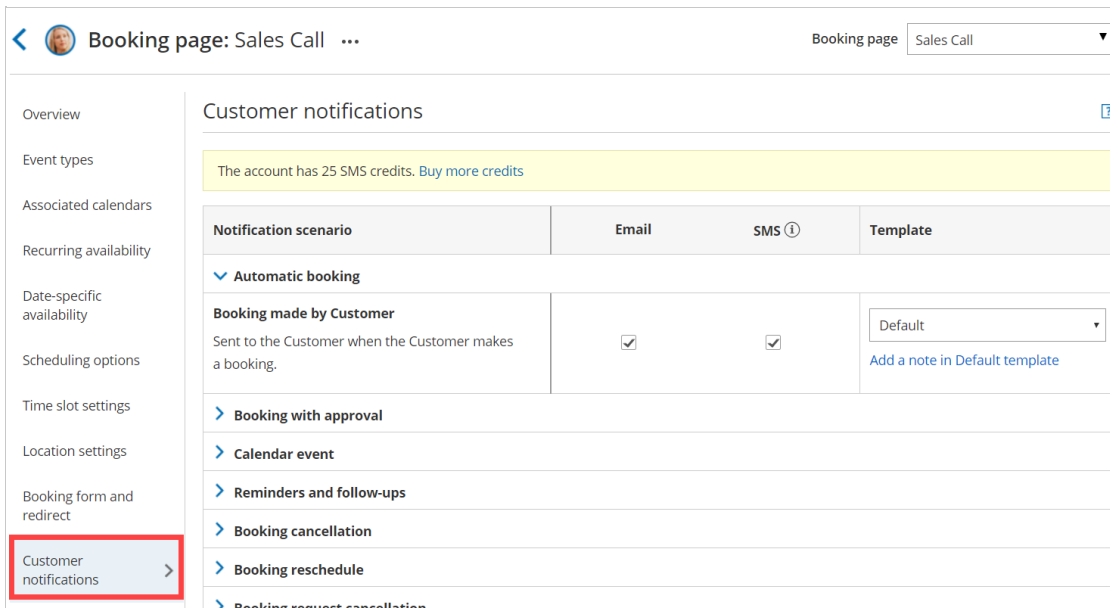 Booking page: Sales Call ...
Booking page Sales Call
Overview
Event types
Associated calendars
Recurring availability
Date-specific
availability
Scheduling options
Time slot settings
Location settings
Booking form and
redirect
Customer
notifications
Customer notifications
The account has 25 SMS credits. Buy more credits
Notification scenario Email SMS Template
Automatic booking
Booking made by Customer
Sent to the Customer when the Customer makes
a booking.
Default
Add a note in Default template
Booking with approval
Calendar event
Reminders and follow-ups
Booking cancellation
Booking reschedule
Booking request cancellation